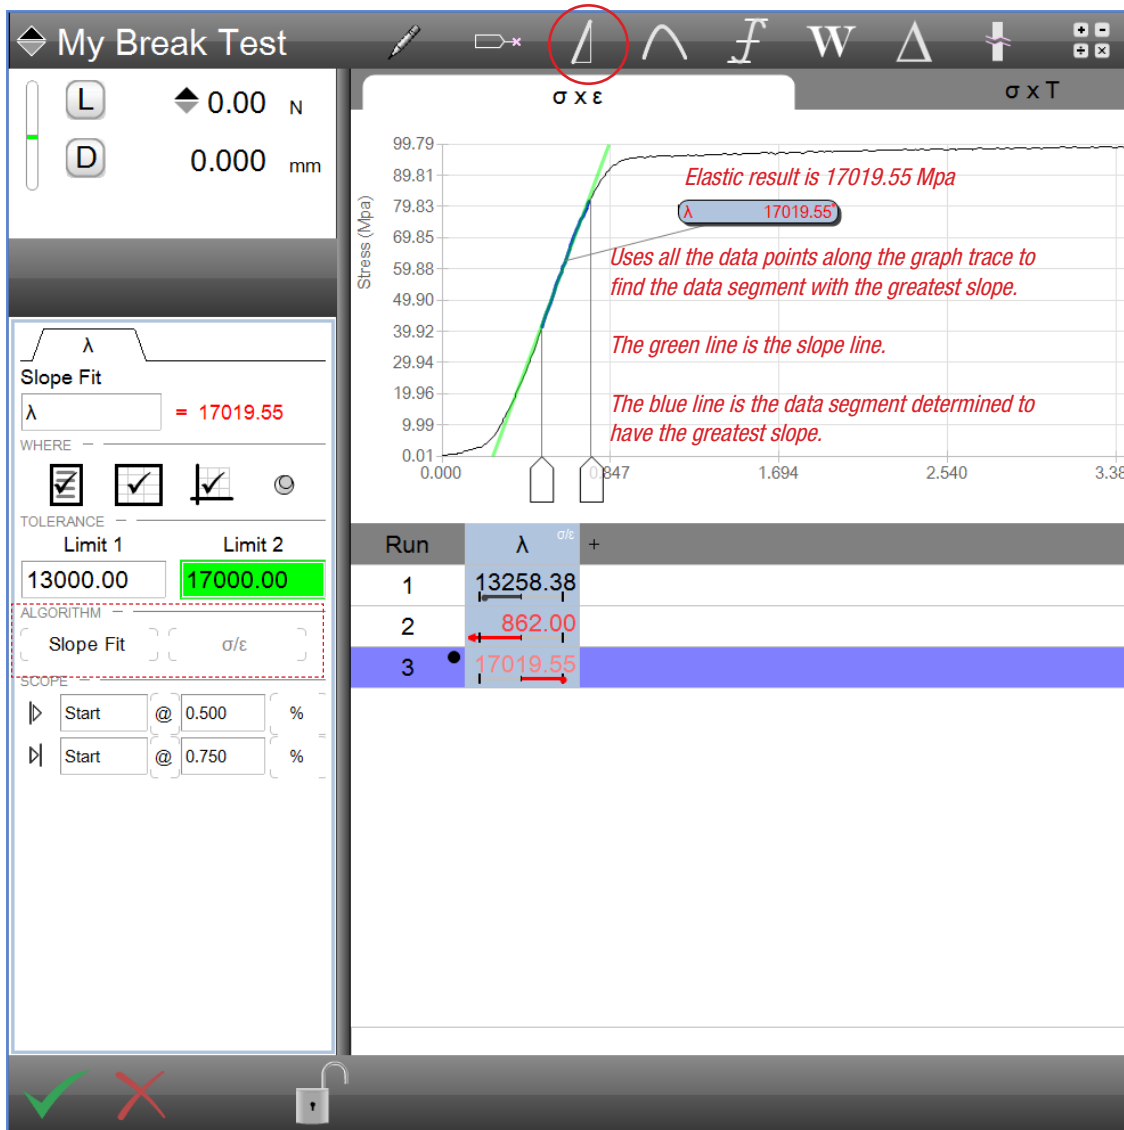 My Break Test
W
L 0.00 N
D 0.000 mm
σ x ε
σ x T
λ
Slope Fit
λ = 17019.55
WHERE
TOLERANCE
Limit 1 Limit 2
13000.00 17000.00
ALGORITHM
Slope Fit σ/ε
SCOPE
Start @ 0.500 %
Start @ 0.750 %
Stress (Mpa)
99.79
89.81
79.83
69.85
59.88
49.90
39.92
29.94
19.96
9.99
0.01
0.000 0.847 1.694 2.540 3.38
Elastic result is 17019.55 Mpa
λ 17019.55*
Uses all the data points along the graph trace to
find the data segment with the greatest slope.
The green line is the slope line.
The blue line is the data segment determined to
have the greatest slope.
Run λ σ/ε +
1 13258.38
2 862.00
3 17019.55